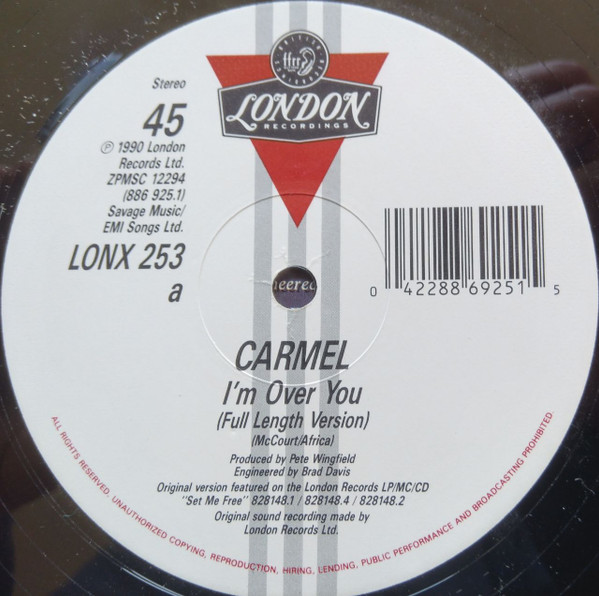 ffrr
LONDON
RECORDINGS
Stereo
45
℗ 1990 London
Records Ltd.
ZPMSC 12294
(886 925.1)
Savage Music/
EMI Songs Ltd.
LONX 253
a
0 42288 69251 5
CARMEL
I'm Over You
(Full Length Version)
(McCourt/Africa)
Produced by Pete Wingfield
Engineered by Brad Davis
Original version featured on the London Records LP/MC/CD
"Set Me Free" 828148.1 / 828148.4 / 828148.2
Original sound recording made by
London Records Ltd.
ALL RIGHTS RESERVED. UNAUTHORIZED COPYING, REPRODUCTION, HIRING, LENDING, PUBLIC PERFORMANCE AND BROADCASTING PROHIBITED.